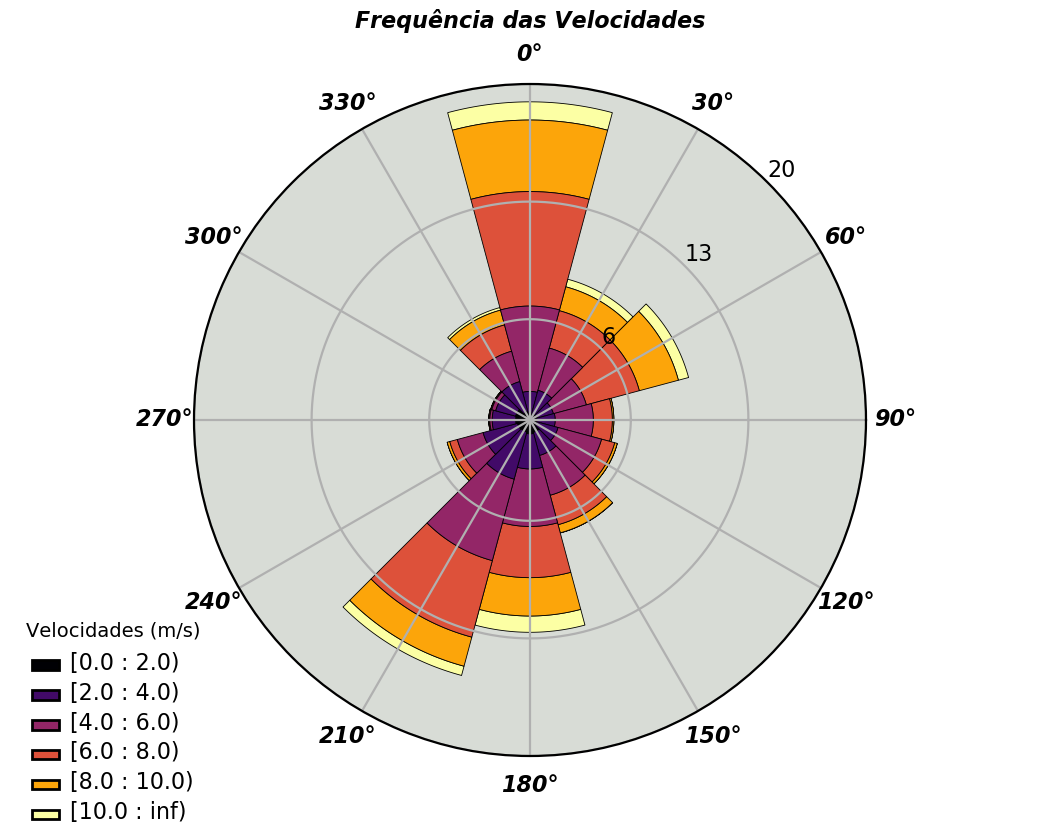 Frequência das Velocidades
0°
330°
30°
20
300°
60°
13
6
270°
90°
240°
120°
210°
150°
180°
Velocidades (m/s)
[0.0 : 2.0)
[2.0 : 4.0)
[4.0 : 6.0)
[6.0 : 8.0)
[8.0 : 10.0)
[10.0 : inf)